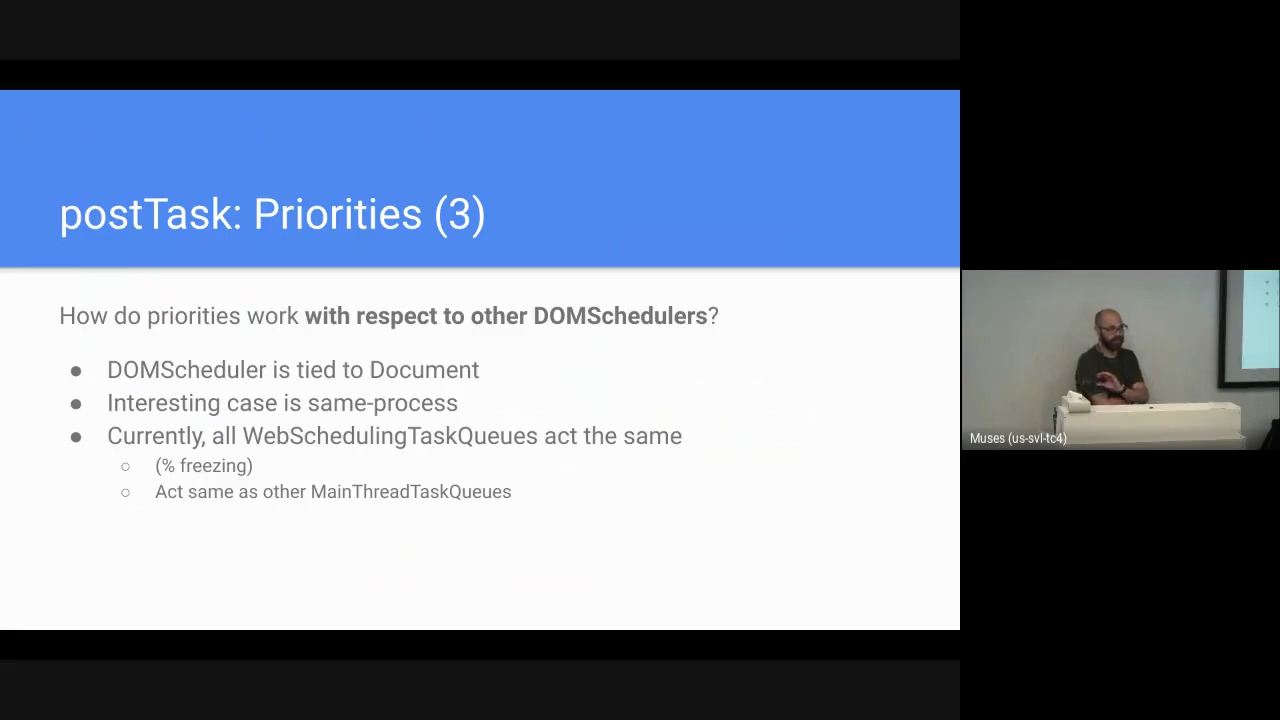 postTask: Priorities (3)
How do priorities work with respect to other DOMSchedulers?
● DOMScheduler is tied to Document
● Interesting case is same-process
● Currently, all WebSchedulingTaskQueues act the same
○ (% freezing)
○ Act same as other MainThreadTaskQueues
Muses (us-svl-tc4)